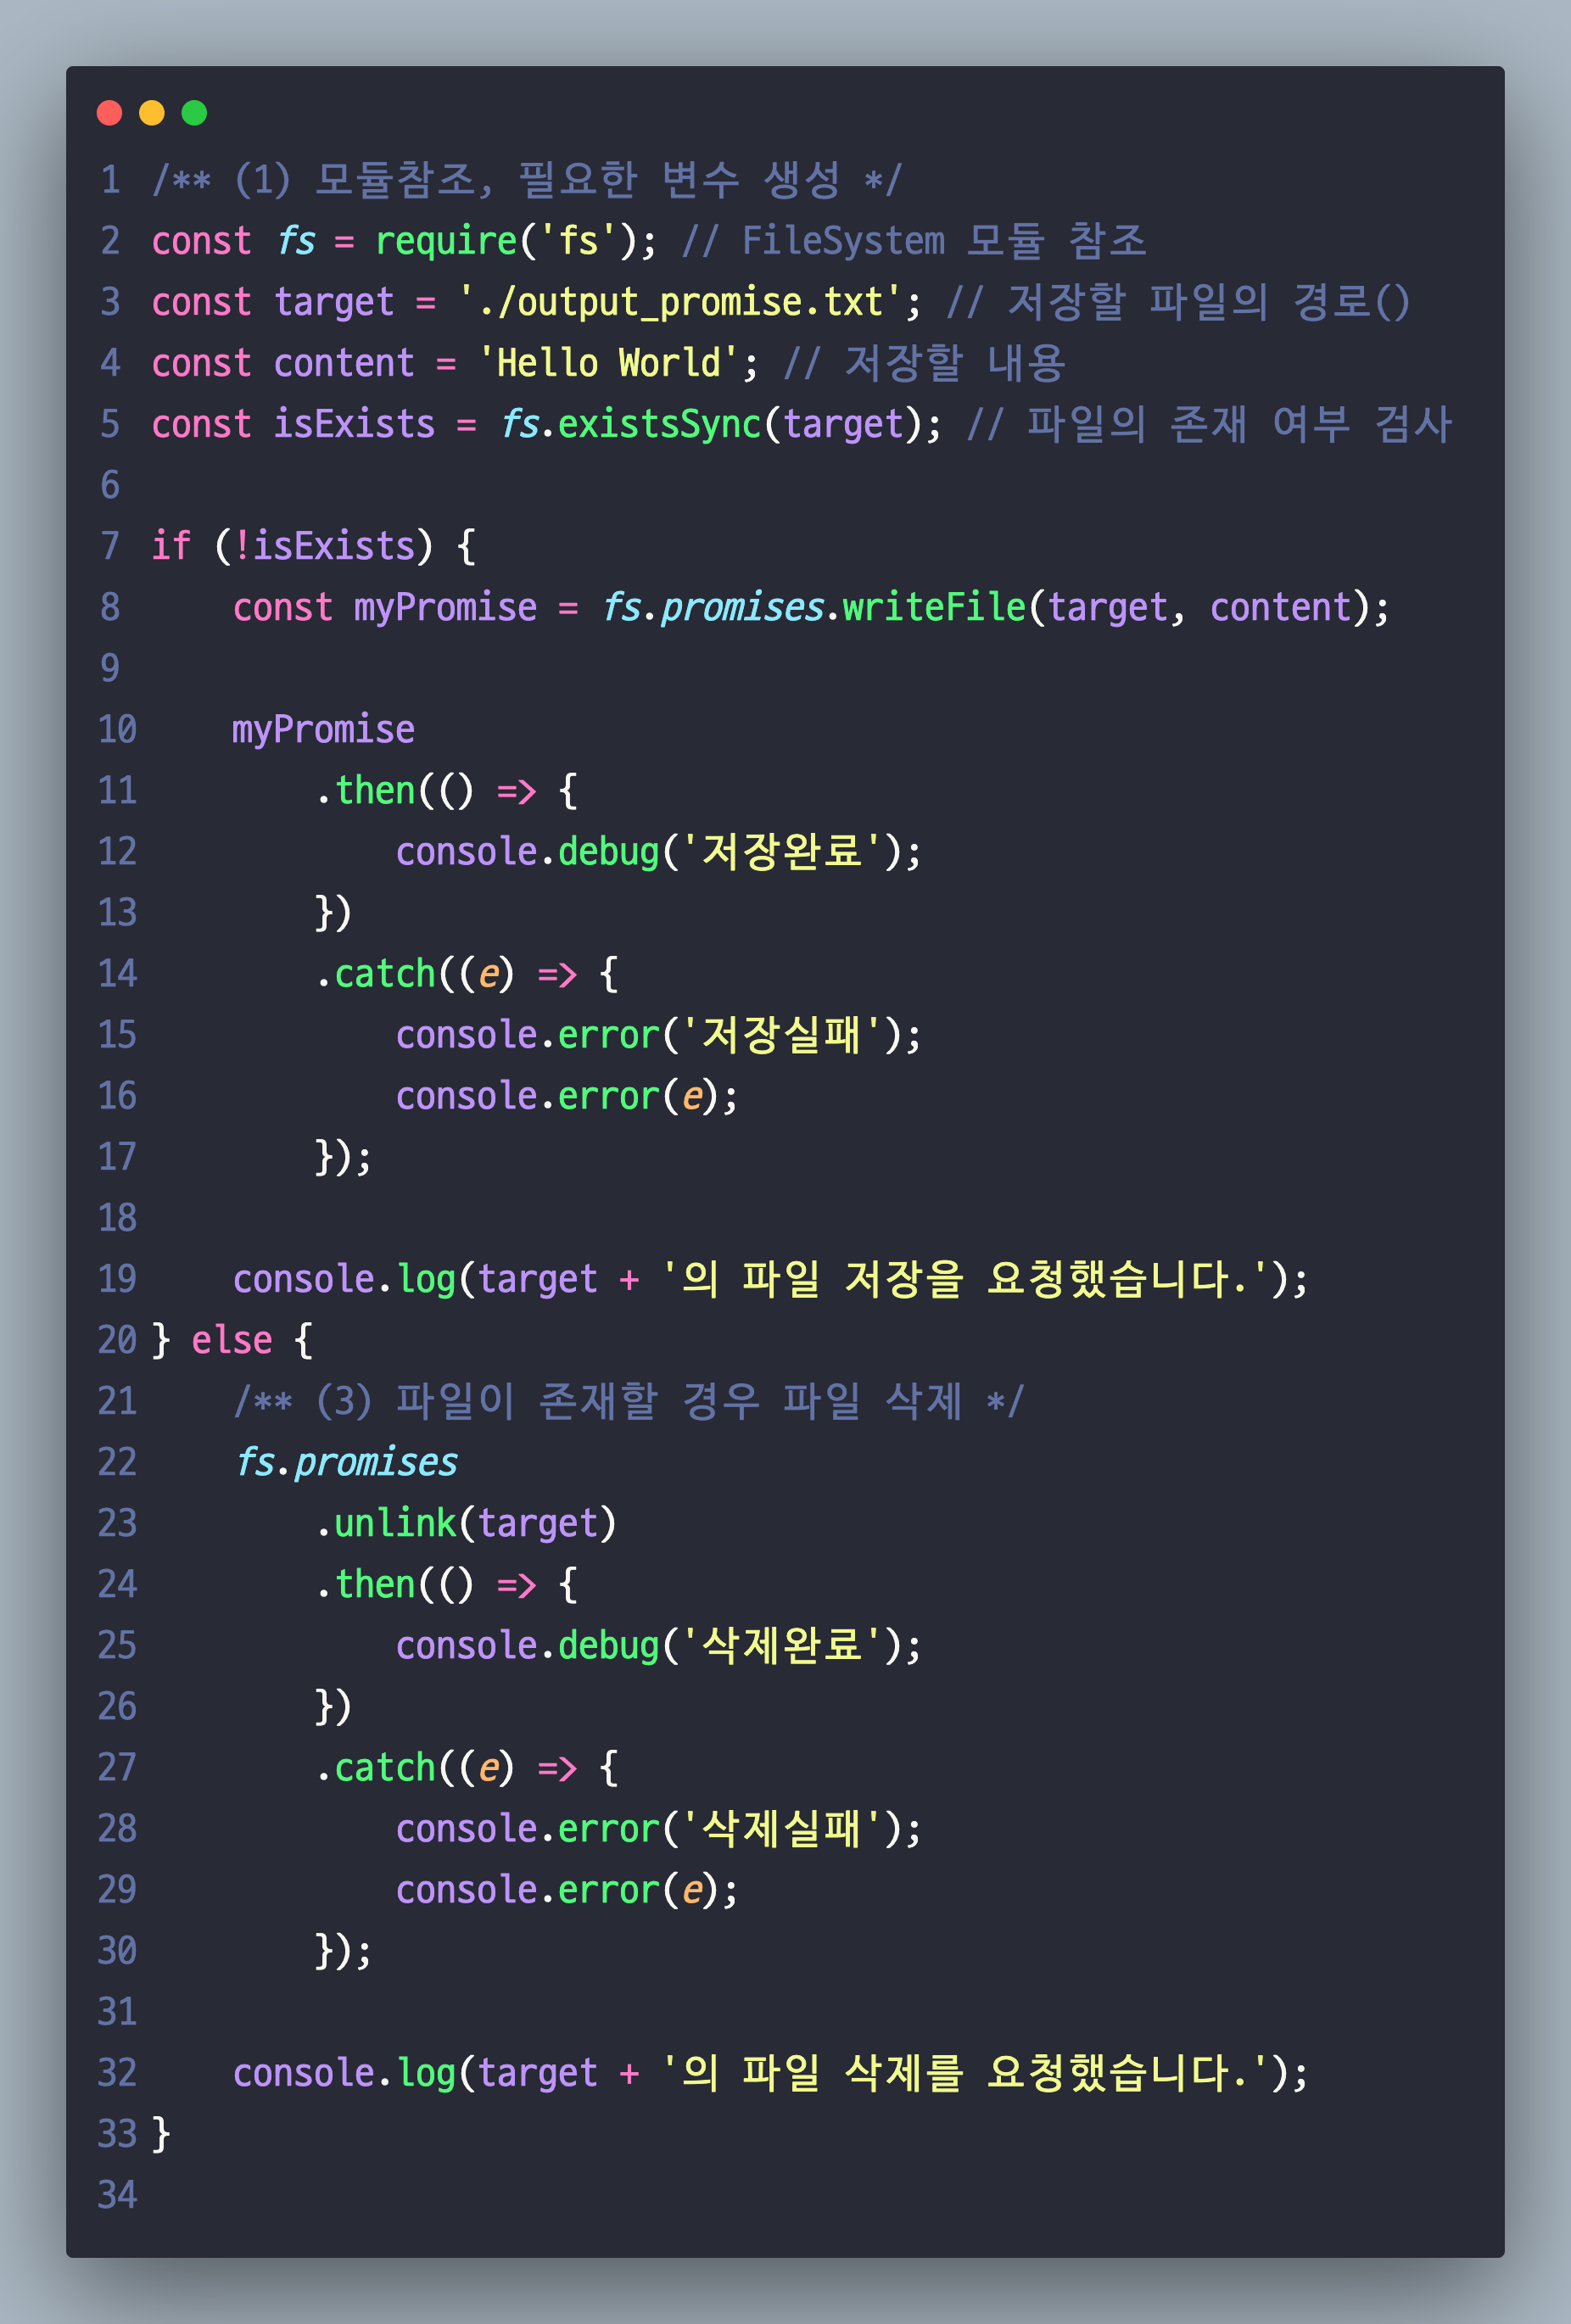 1 /** (1) 모듈참조, 필요한 변수 생성 */
2 const fs = require('fs'); // FileSystem 모듈 참조
3 const target = './output_promise.txt'; // 저장할 파일의 경로()
4 const content = 'Hello World'; // 저장할 내용
5 const isExists = fs.existsSync(target); // 파일의 존재 여부 검사
6
7 if (!isExists) {
8     const myPromise = fs.promises.writeFile(target, content);
9
10     myPromise
11         .then(() => {
12             console.debug('저장완료');
13         })
14         .catch((e) => {
15             console.error('저장실패');
16             console.error(e);
17         });
18
19     console.log(target + '의 파일 저장을 요청했습니다.');
20 } else {
21     /** (3) 파일이 존재할 경우 파일 삭제 */
22     fs.promises
23         .unlink(target)
24         .then(() => {
25             console.debug('삭제완료');
26         })
27         .catch((e) => {
28             console.error('삭제실패');
29             console.error(e);
30         });
31
32     console.log(target + '의 파일 삭제를 요청했습니다.');
33 }
34